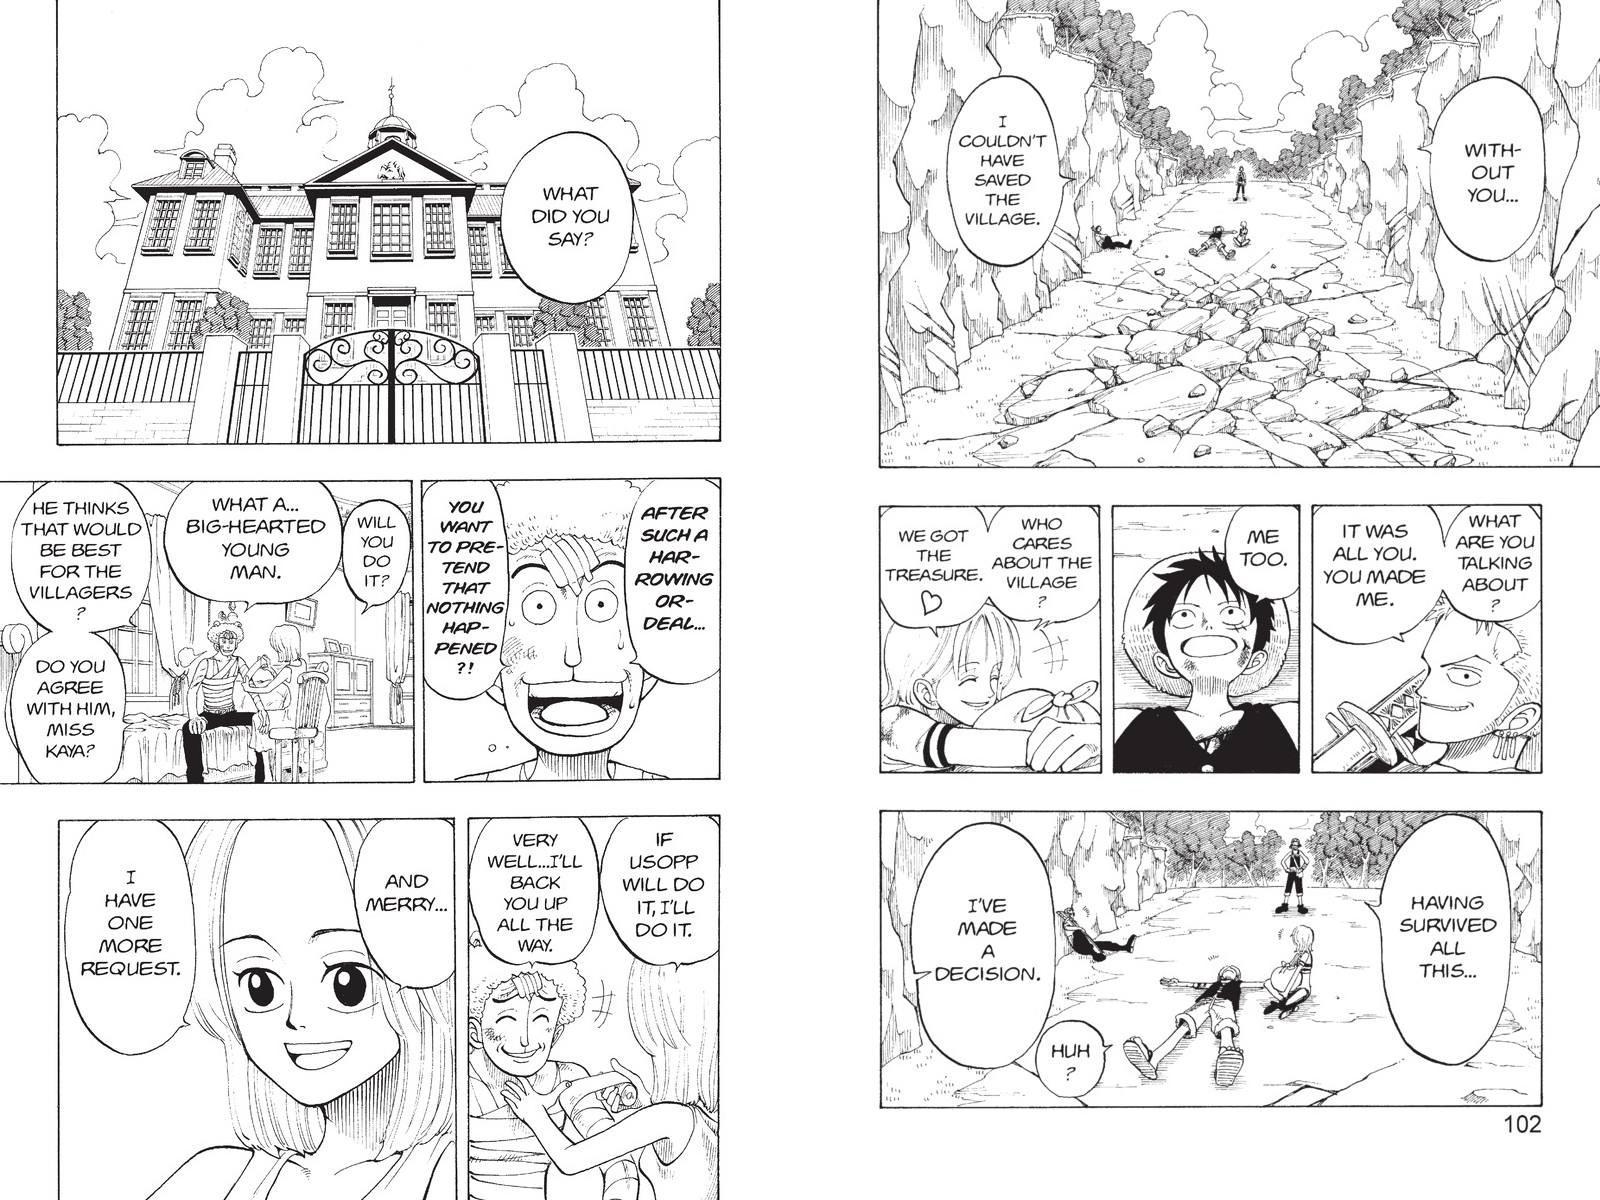 WITH-
OUT
YOU...
I
COULDN'T
HAVE
SAVED
THE
VILLAGE.
WHAT
ARE YOU
TALKING
ABOUT
?
IT WAS
ALL YOU.
YOU MADE
ME.
ME
TOO.
WHO
CARES
ABOUT THE
VILLAGE
?
WE GOT
THE
TREASURE.
HAVING
SURVIVED
ALL
THIS...
I'VE
MADE
A
DECISION.
HUH
?
102
WHAT
DID YOU
SAY?
AFTER
SUCH A
HAR-
ROWING
OR-
DEAL...
YOU
WANT
TO PRE-
TEND
THAT
NOTHING
HAP-
PENED
?!
WILL
YOU
DO
IT?
WHAT A...
BIG-HEARTED
YOUNG
MAN.
HE THINKS
THAT WOULD
BE BEST
FOR THE
VILLAGERS
?
DO YOU
AGREE
WITH HIM,
MISS
KAYA?
IF
USOPP
WILL DO
IT, I'LL
DO IT.
VERY
WELL...I'LL
BACK
YOU UP
ALL THE
WAY.
AND
MERRY...
I
HAVE
ONE
MORE
REQUEST.